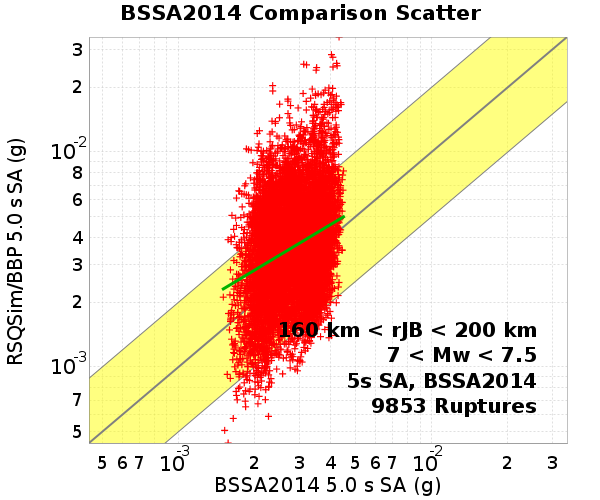 BSSA2014 Comparison Scatter
RSQSim/BBP 5.0 s SA (g)
3
2
10-2
8
6
4
3
2
10-3
7
5
160 km < rJB < 200 km
7 < Mw < 7.5
5s SA, BSSA2014
9853 Ruptures
5 6 7 10-3 2 3 4 5 6 7 10-2 2 3
BSSA2014 5.0 s SA (g)